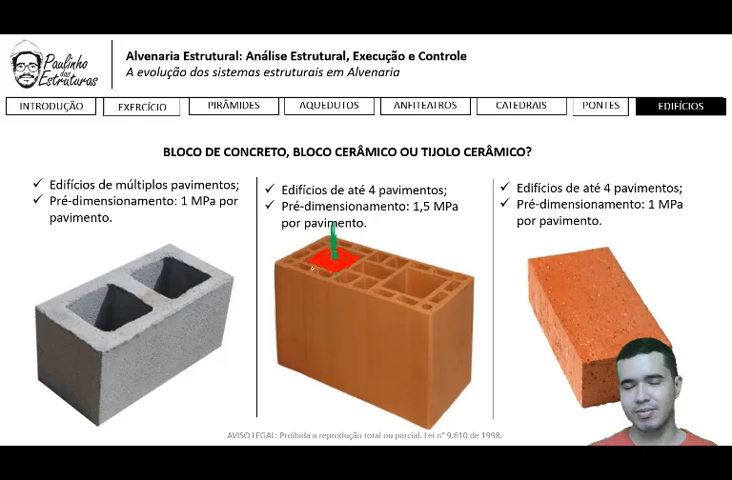 Paulinho
das
Estruturas
Alvenaria Estrutural: Análise Estrutural, Execução e Controle
A evolução dos sistemas estruturais em Alvenaria
INTRODUÇÃO
EXERCÍCIO
PIRÂMIDES
AQUEDUTOS
ANFITEATROS
CATEDRAIS
PONTES
EDIFÍCIOS
BLOCO DE CONCRETO, BLOCO CERÂMICO OU TIJOLO CERÂMICO?
✓ Edifícios de múltiplos pavimentos;
✓ Pré-dimensionamento: 1 MPa por
pavimento.
✓ Edifícios de até 4 pavimentos;
✓ Pré-dimensionamento: 1,5 MPa
por pavimento.
✓ Edifícios de até 4 pavimentos;
✓ Pré-dimensionamento: 1 MPa
por pavimento.
AVISO LEGAL: Proibida a reprodução total ou parcial. Lei n° 9.610 de 1998.